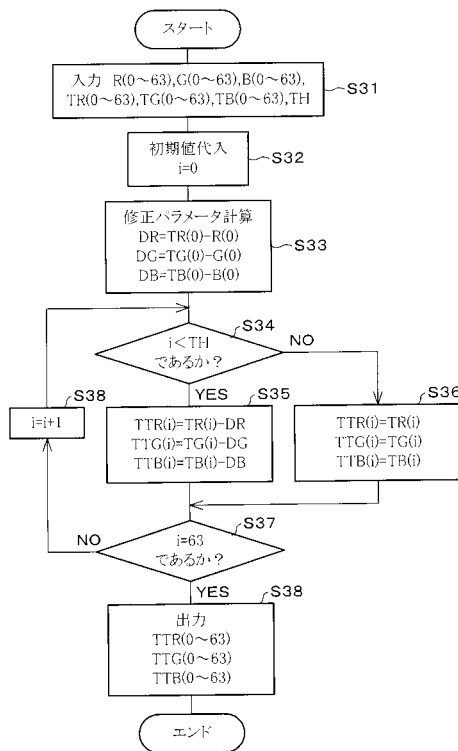 スタート
入力 R(0~63),G(0~63),B(0~63),
TR(0~63),TG(0~63),TB(0~63),TH
S31
初期値代入
i=0
S32
修正パラメータ計算
DR=TR(0)-R(0)
DG=TG(0)-G(0)
DB=TB(0)-B(0)
S33
i<TH
であるか?
S34
NO
YES
S35
TTR(i)=TR(i)-DR
TTG(i)=TG(i)-DG
TTB(i)=TB(i)-DB
S36
TTR(i)=TR(i)
TTG(i)=TG(i)
TTB(i)=TB(i)
S38
i=i+1
S37
i=63
であるか?
NO
YES
S38
出力
TTR(0~63)
TTG(0~63)
TTB(0~63)
エンド